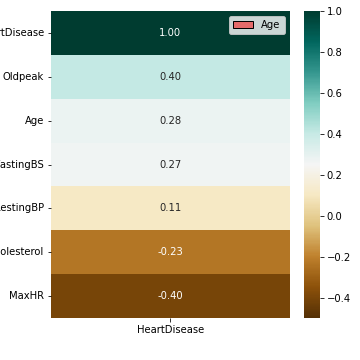 rtDisease
Oldpeak
Age
astingBS
estingBP
olesterol
MaxHR
1.00
0.40
0.28
0.27
0.11
-0.23
-0.40
HeartDisease
Age
1.0
0.8
0.6
0.4
0.2
0.0
−0.2
−0.4